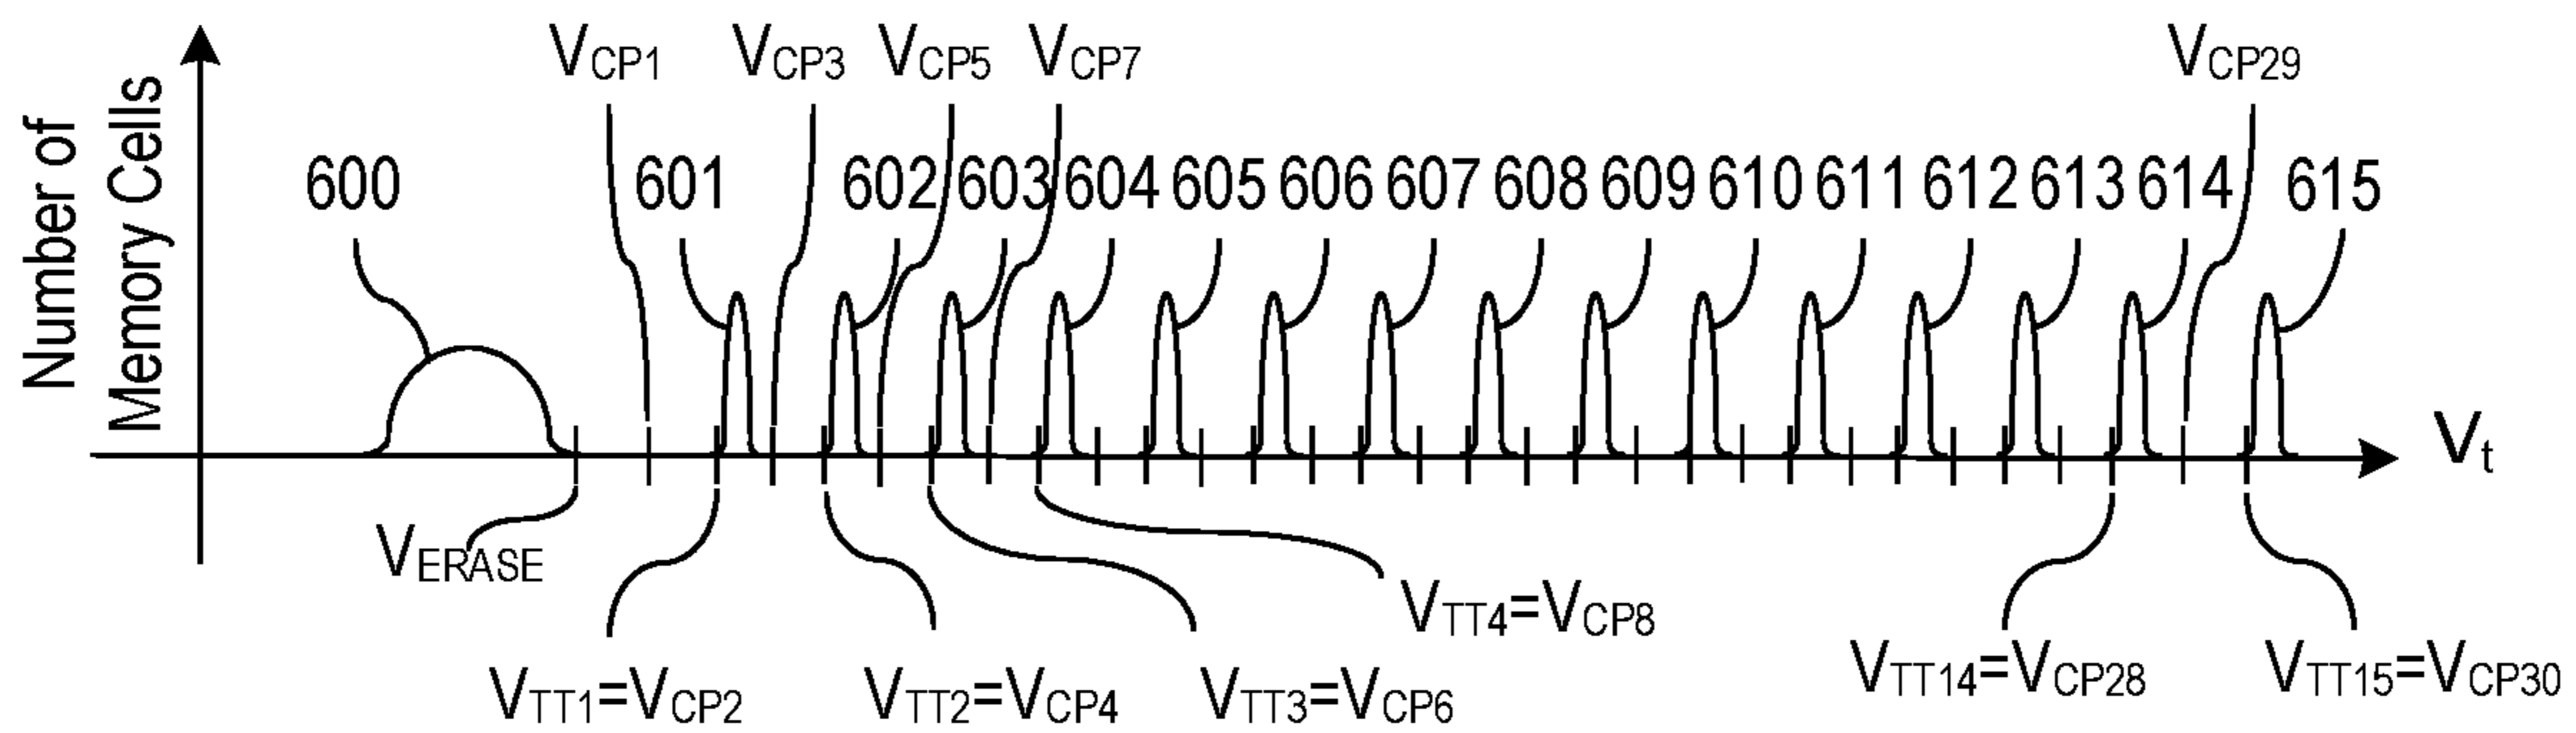 Number of
Memory Cells
VCP1 VCP3 VCP5 VCP7 VCP29
600 601 602 603 604 605 606 607 608 609 610 611 612 613 614 615
Vt
VERASE
VTT4=VCP8
VTT1=VCP2 VTT2=VCP4 VTT3=VCP6 VTT14=VCP28 VTT15=VCP30